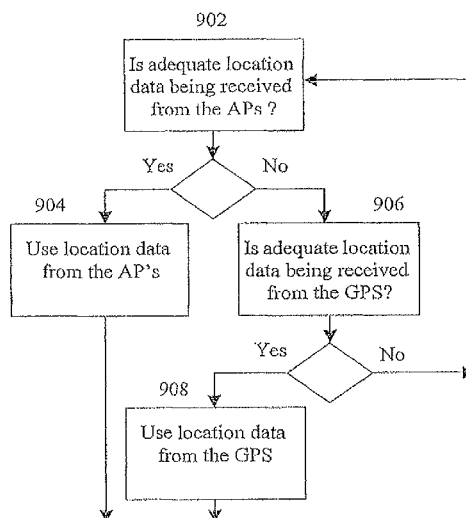 902
Is adequate location
data being received
from the APs ?
Yes No
904 906
Use location data
from the AP's
Is adequate location
data being received
from the GPS?
Yes No
908
Use location data
from the GPS